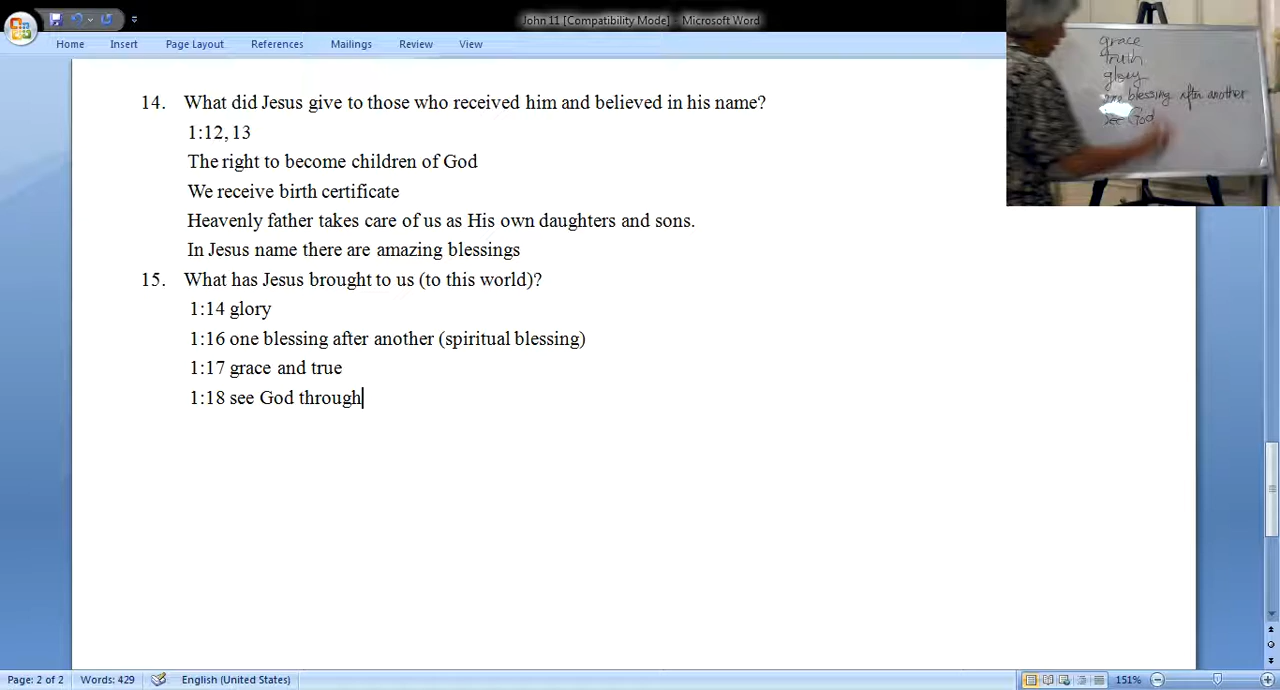 John 11 [Compatibility Mode] - Microsoft Word
Home Insert Page Layout References Mailings Review View
14. What did Jesus give to those who received him and believed in his name?
1:12, 13
The right to become children of God
We receive birth certificate
Heavenly father takes care of us as His own daughters and sons.
In Jesus name there are amazing blessings
15. What has Jesus brought to us (to this world)?
1:14 glory
1:16 one blessing after another (spiritual blessing)
1:17 grace and true
1:18 see God through
grace
truth
glory
one blessing after another
see God
Page: 2 of 2 Words: 429 English (United States) 151%